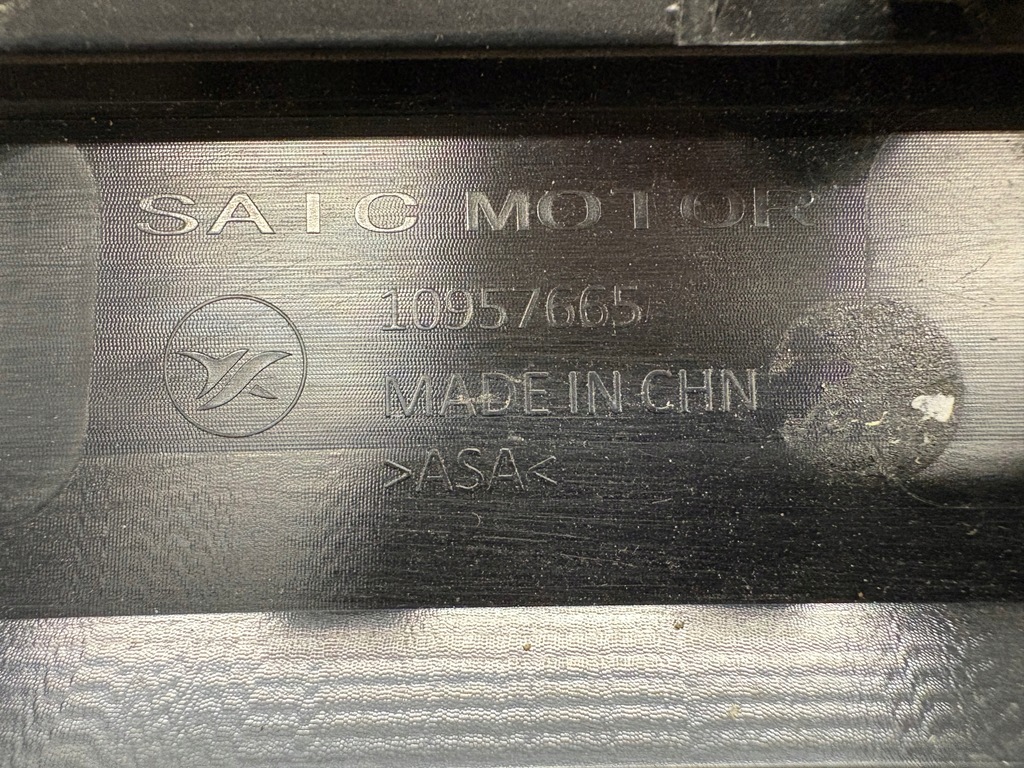 SAIC MOTOR
10957665
MADE IN CHN
>ASA<